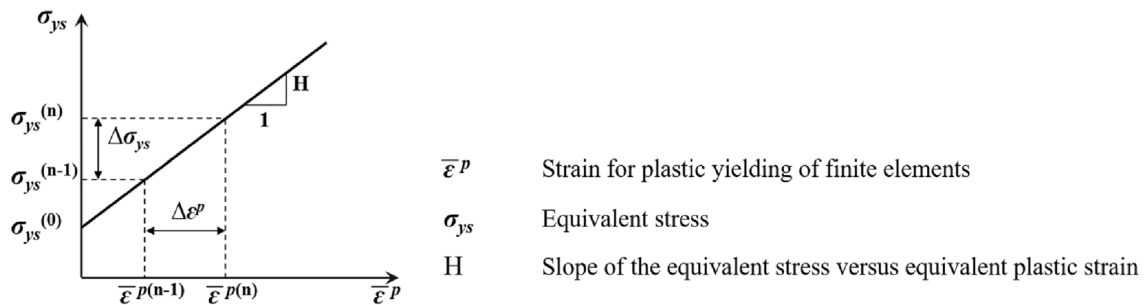 σys
H
1
σys(n)
Δσys
σys(n-1)
Δεp
σys(0)
ε̅p(n-1) ε̅p(n) ε̅p
ε̅p Strain for plastic yielding of finite elements
σys Equivalent stress
H Slope of the equivalent stress versus equivalent plastic strain